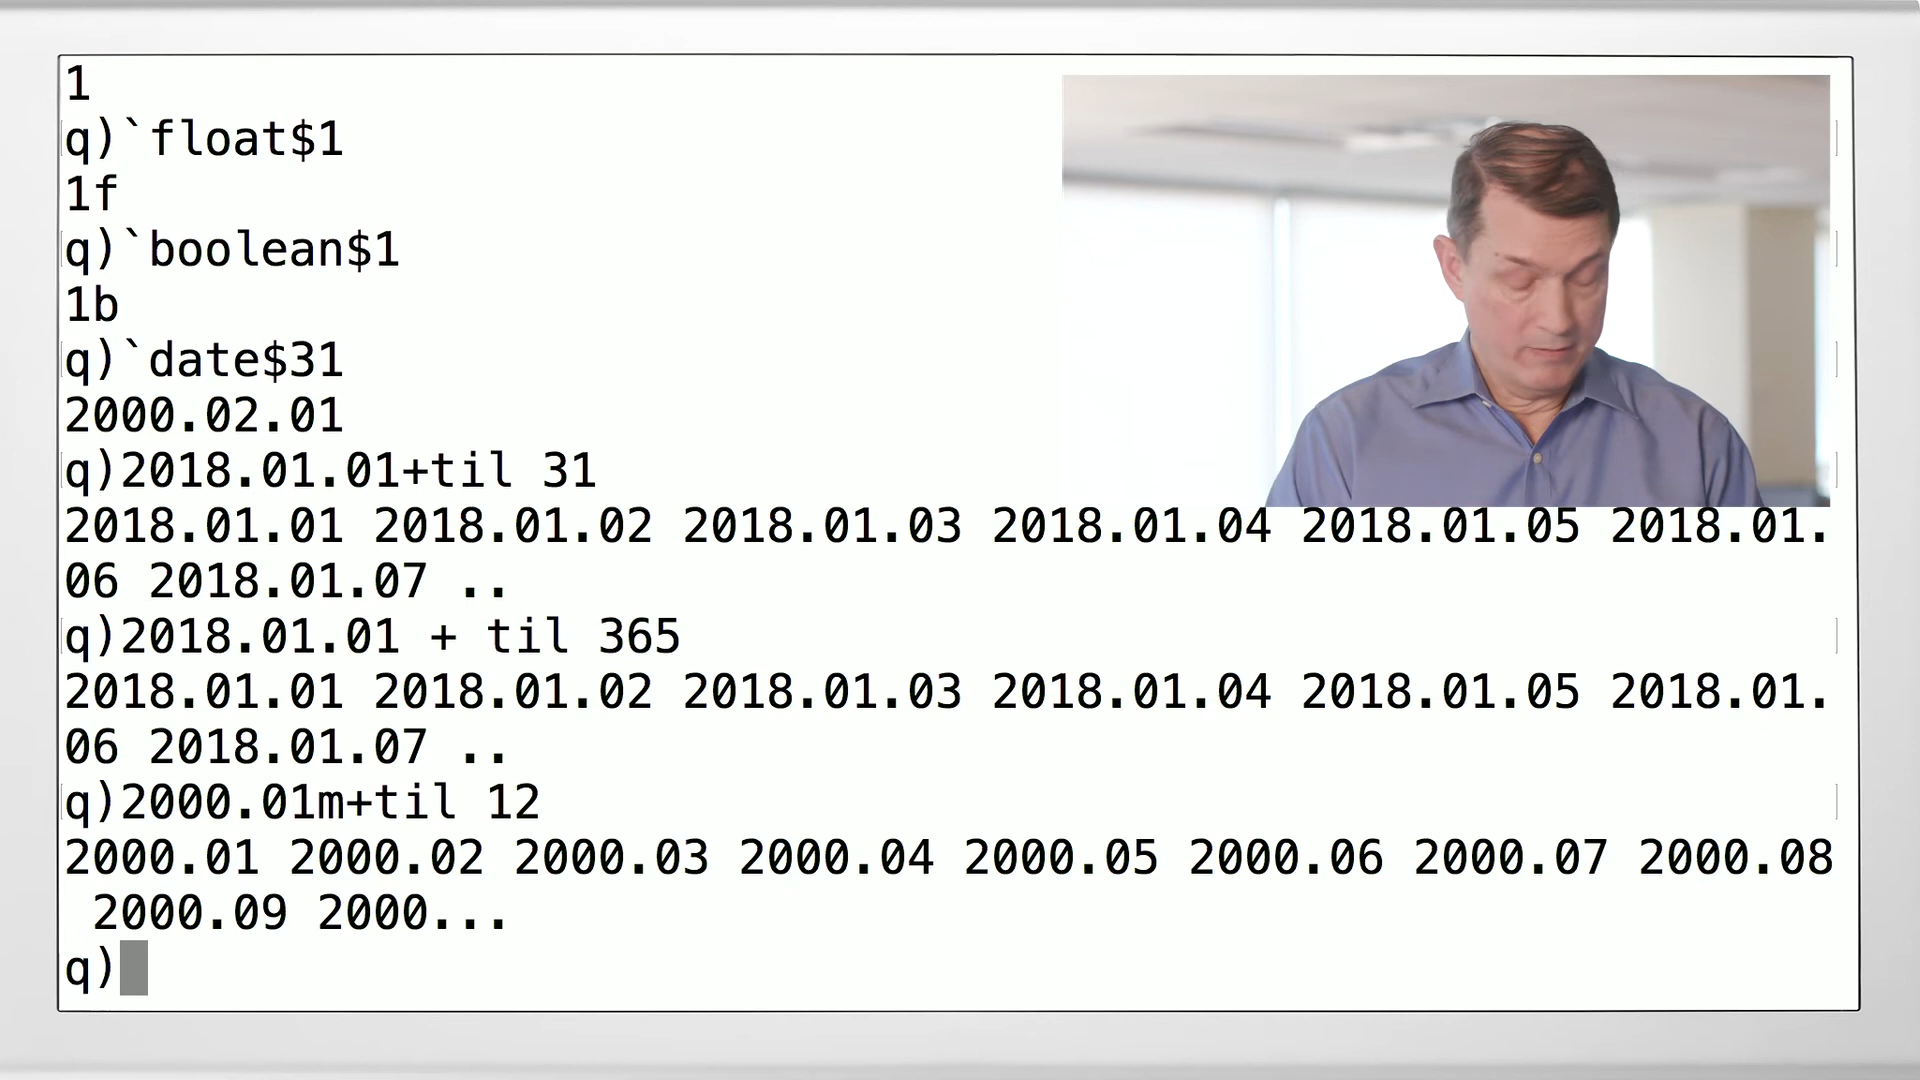 1
q)`float$1
1f
q)`boolean$1
1b
q)`date$31
2000.02.01
q)2018.01.01+til 31
2018.01.01 2018.01.02 2018.01.03 2018.01.04 2018.01.05 2018.01.
06 2018.01.07 ..
q)2018.01.01 + til 365
2018.01.01 2018.01.02 2018.01.03 2018.01.04 2018.01.05 2018.01.
06 2018.01.07 ..
q)2000.01m+til 12
2000.01 2000.02 2000.03 2000.04 2000.05 2000.06 2000.07 2000.08
 2000.09 2000...
q)